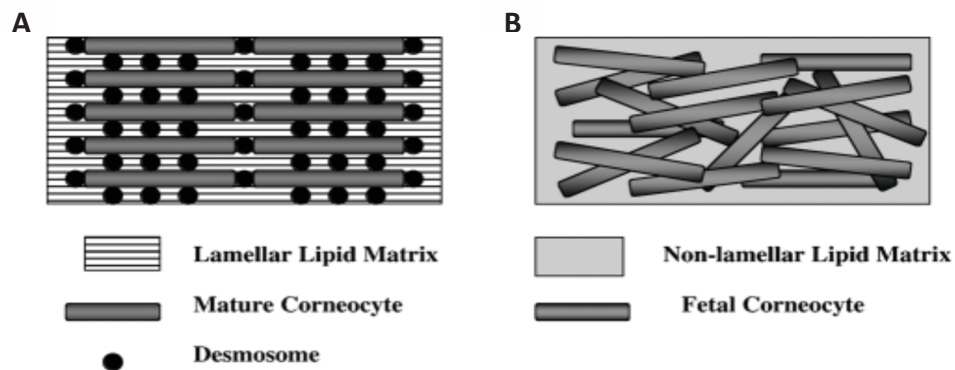 A
B
Lamellar Lipid Matrix
Mature Corneocyte
Desmosome
Non-lamellar Lipid Matrix
Fetal Corneocyte